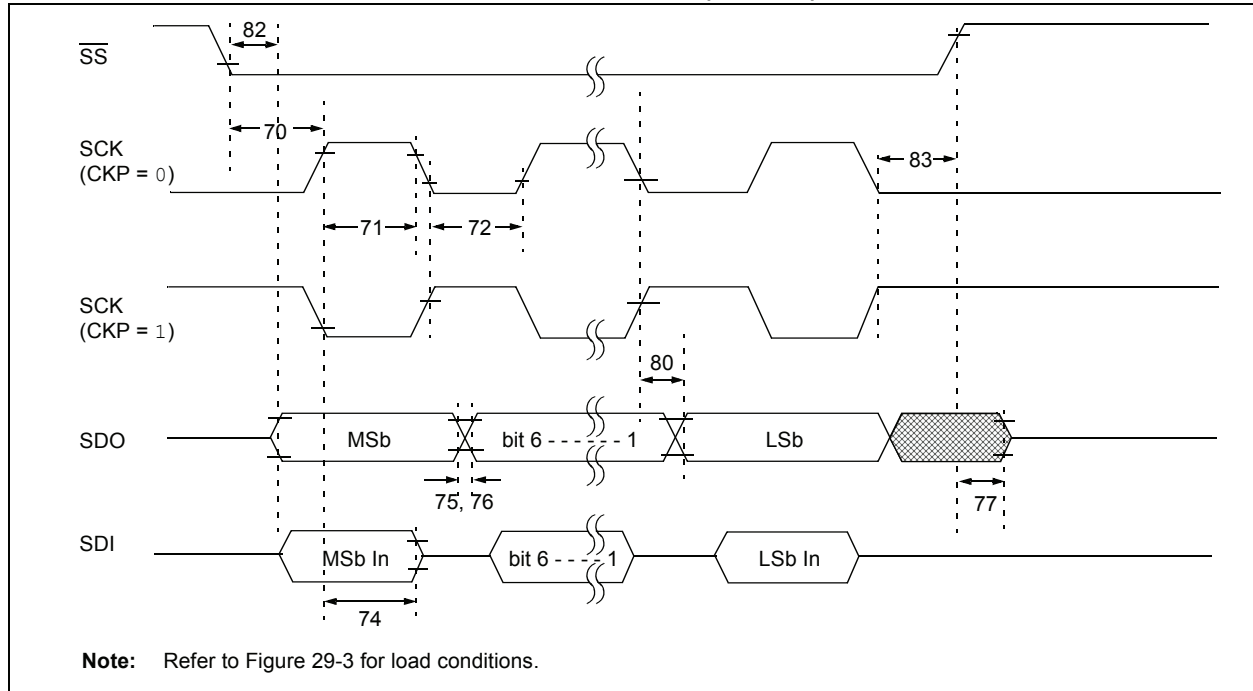 82
SS
70
SCK
(CKP = 0)
83
71
72
SCK
(CKP = 1)
80
SDO
MSb
bit 6 - - - - - - 1
LSb
75, 76
77
SDI
MSb In
bit 6 - - - - 1
LSb In
74
Note: Refer to Figure 29-3 for load conditions.